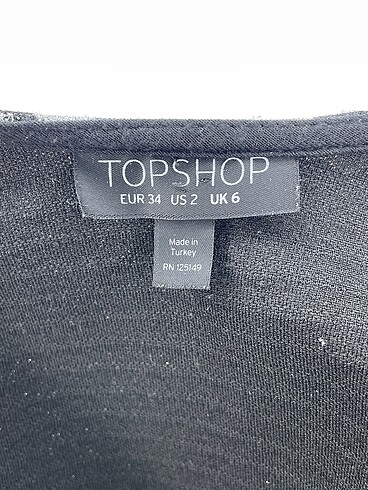 TOPSHOP
EUR 34 US 2 UK 6
Made in
Turkey
RN 125149